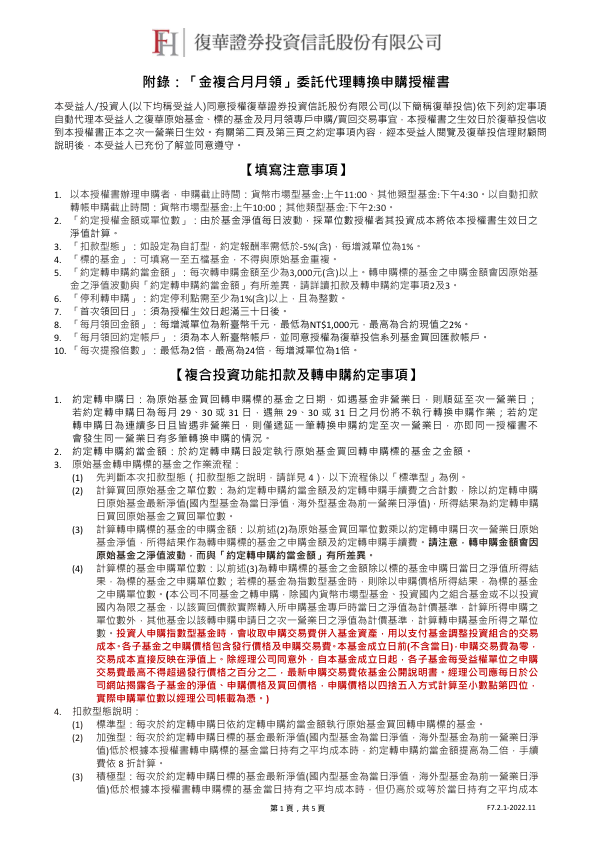 FH 復華證券投資信託股份有限公司
附錄：「金複合月月領」委託代理轉換申購授權書
本受益人/投資人(以下均稱受益人)同意授權復華證券投資信託股份有限公司(以下簡稱復華投信)依下列約定事項
自動代理本受益人之復華原始基金、標的基金及月月領專戶申購/買回交易事宜，本授權書之生效日於復華投信收
到本授權書正本之次一營業日生效。有關第二頁及第三頁之約定事項內容，經本受益人閱覽及復華投信理財顧問
說明後，本受益人已充份了解並同意遵守。
【填寫注意事項】
1. 以本授權書辦理申購者，申購截止時間：貨幣市場型基金:上午11:00、其他類型基金:下午4:30。以自動扣款
轉帳申購截止時間：貨幣市場型基金:上午10:00；其他類型基金:下午2:30。
2. 「約定授權金額或單位數」：由於基金淨值每日波動，採單位數授權者其投資成本將依本授權書生效日之
淨值計算。
3. 「扣款型態」：如設定為自訂型，約定報酬率需低於-5%(含)，每增減單位為1%。
4. 「標的基金」：可填寫一至五檔基金，不得與原始基金重複。
5. 「約定轉申購約當金額」：每次轉申購金額至少為3,000元(含)以上。轉申購標的基金之申購金額會因原始基
金之淨值波動與「約定轉申購約當金額」有所差異，請詳讀扣款及轉申購約定事項2及3。
6. 「停利轉申購」：約定停利點需至少為1%(含)以上，且為整數。
7. 「首次領回日」：須為授權生效日起滿三十日後。
8. 「每月領回金額」：每增減單位為新臺幣千元，最低為NT$1,000元，最高為合約現值之2%。
9. 「每月領回約定帳戶」：須為本人新臺幣帳戶，並同意授權為復華投信系列基金買回匯款帳戶。
10. 「每次提撥倍數」：最低為2倍，最高為24倍，每增減單位為1倍。
【複合投資功能扣款及轉申購約定事項】
1. 約定轉申購日：為原始基金買回轉申購標的基金之日期，如遇基金非營業日，則順延至次一營業日；
若約定轉申購日為每月 29、30 或 31 日，遇無 29、30 或 31 日之月份將不執行轉換申購作業；若約定
轉申購日為連續多日且皆遇非營業日，則僅遞延一筆轉換申購約定至次一營業日，亦即同一授權書不
會發生同一營業日有多筆轉換申購的情況。
2. 約定轉申購約當金額：於約定轉申購日設定執行原始基金買回轉申購標的基金之金額。
3. 原始基金轉申購標的基金之作業流程：
(1) 先判斷本次扣款型態（扣款型態之說明，請詳見 4），以下流程係以「標準型」為例。
(2) 計算買回原始基金之單位數：為約定轉申購約當金額及約定轉申購手續費之合計數，除以約定轉申購
日原始基金最新淨值(國內型基金為當日淨值，海外型基金為前一營業日淨值)，所得結果為約定轉申購
日買回原始基金之買回單位數。
(3) 計算轉申購標的基金的申購金額：以前述(2)為原始基金買回單位數乘以約定轉申購日次一營業日原始
基金淨值，所得結果作為轉申購標的基金之申購金額及約定轉申購手續費。請注意，轉申購金額會因
原始基金之淨值波動，而與「約定轉申購約當金額」有所差異。
(4) 計算標的基金申購單位數：以前述(3)為轉申購標的基金之金額除以標的基金申購日當日之淨值所得結
果，為標的基金之申購單位數；若標的基金為指數型基金時，則除以申購價格所得結果，為標的基金
之申購單位數。(本公司不同基金之轉申購，除國內貨幣市場型基金、投資國內之組合基金或不以投資
國內為限之基金，以該買回價款實際轉入所申購基金專戶時當日之淨值為計價基準，計算所得申購之
單位數外，其他基金以該轉換申購申請日之次一營業日之淨值為計價基準，計算轉申購基金所得之單位
數。投資人申購指數型基金時，會收取申購交易費併入基金資產，用以支付基金調整投資組合的交易
成本。各子基金之申購價格包含發行價格及申購交易費。本基金成立日前(不含當日)，申購交易費為零，
交易成本直接反映在淨值上。除經理公司同意外，自本基金成立日起，各子基金每受益權單位之申購
交易費最高不得超過發行價格之百分之二，最新申購交易費依基金公開說明書。經理公司應每日於公
司網站揭露各子基金的淨值、申購價格及買回價格，申購價格以四捨五入方式計算至小數點第四位，
實際申購單位數以經理公司帳載為憑。)
4. 扣款型態說明：
(1) 標準型：每次於約定轉申購日依約定轉申購約當金額執行原始基金買回轉申購標的基金。
(2) 加強型：每次於約定轉申購日標的基金最新淨值(國內型基金為當日淨值，海外型基金為前一營業日淨
值)低於根據本授權書轉申購標的基金當日持有之平均成本時，約定轉申購約當金額提高為二倍，手續
費依 8 折計算。
(3) 積極型：每次於約定轉申購日標的基金最新淨值(國內型基金為當日淨值，海外型基金為前一營業日淨
值)低於根據本授權書轉申購標的基金當日持有之平均成本時，但仍高於或等於當日持有之平均成本
第 1 頁，共 5 頁
F7.2.1-2022.11